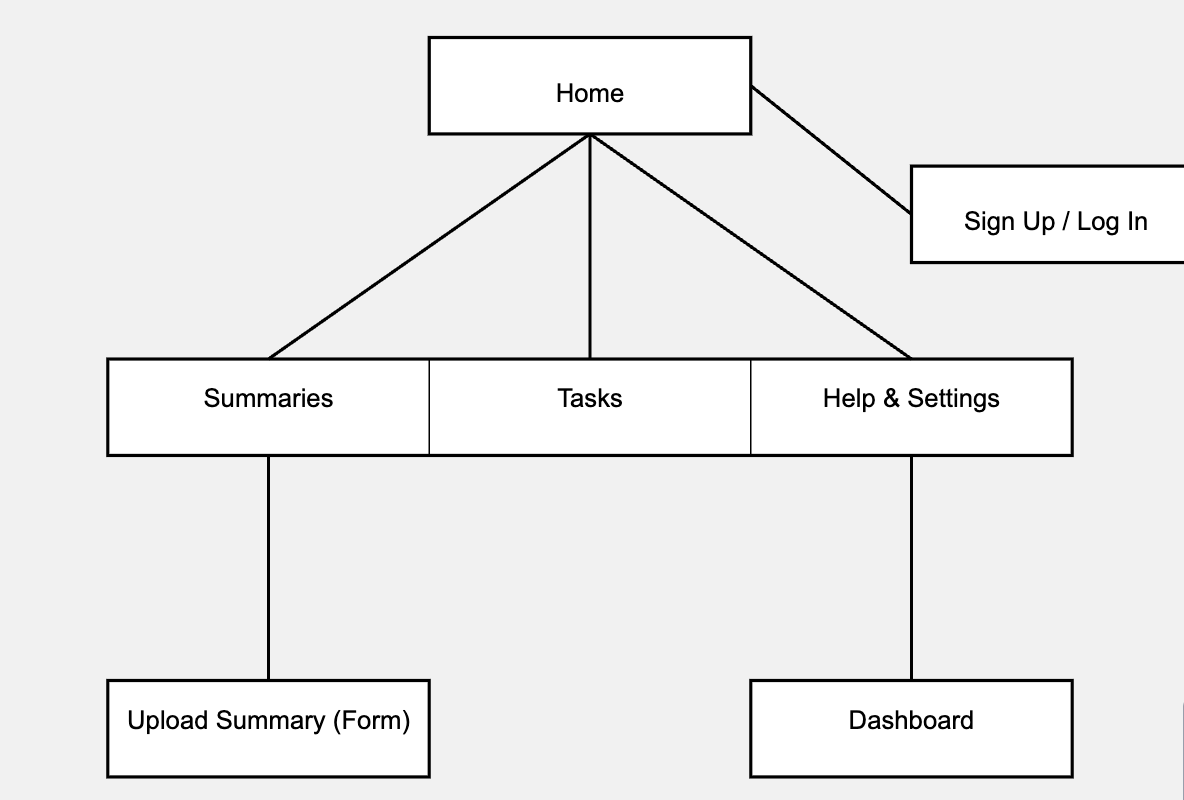 Home
Sign Up / Log In
Summaries
Tasks
Help & Settings
Upload Summary (Form)
Dashboard